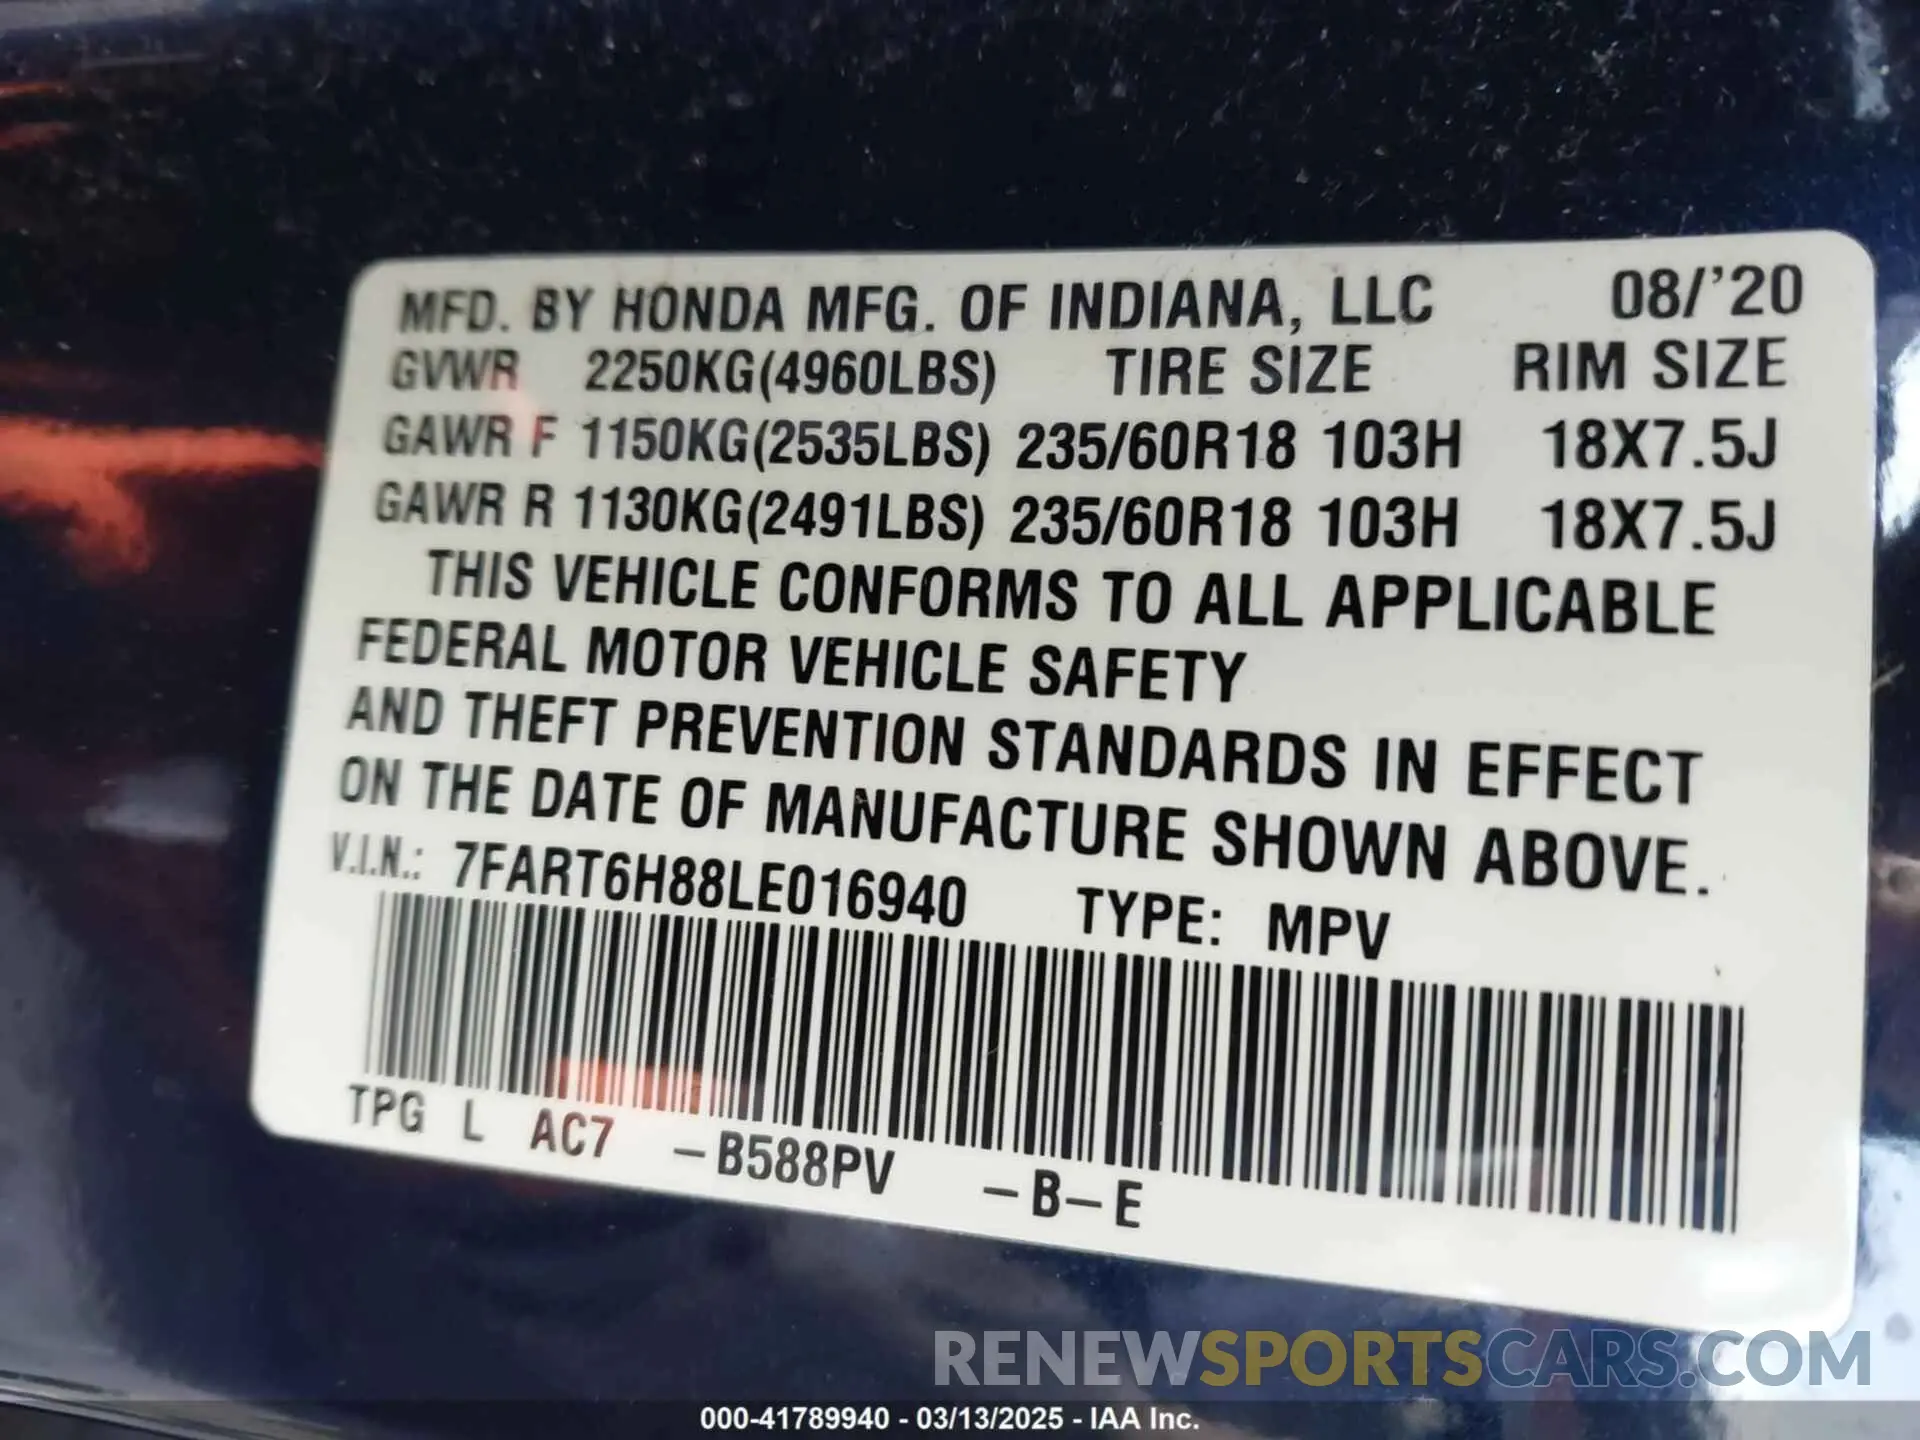 MFD. BY HONDA MFG. OF INDIANA, LLC 08/'20
GVWR 2250KG(4960LBS) TIRE SIZE RIM SIZE
GAWR F 1150KG(2535LBS) 235/60R18 103H 18X7.5J
GAWR R 1130KG(2491LBS) 235/60R18 103H 18X7.5J
THIS VEHICLE CONFORMS TO ALL APPLICABLE
FEDERAL MOTOR VEHICLE SAFETY
AND THEFT PREVENTION STANDARDS IN EFFECT
ON THE DATE OF MANUFACTURE SHOWN ABOVE.
V.I.N.: 7FART6H88LE016940 TYPE: MPV
TPG L AC7 -B588PV -B-E
RENEWSPORTSCARS.COM
000-41789940 - 03/13/2025 - IAA Inc.